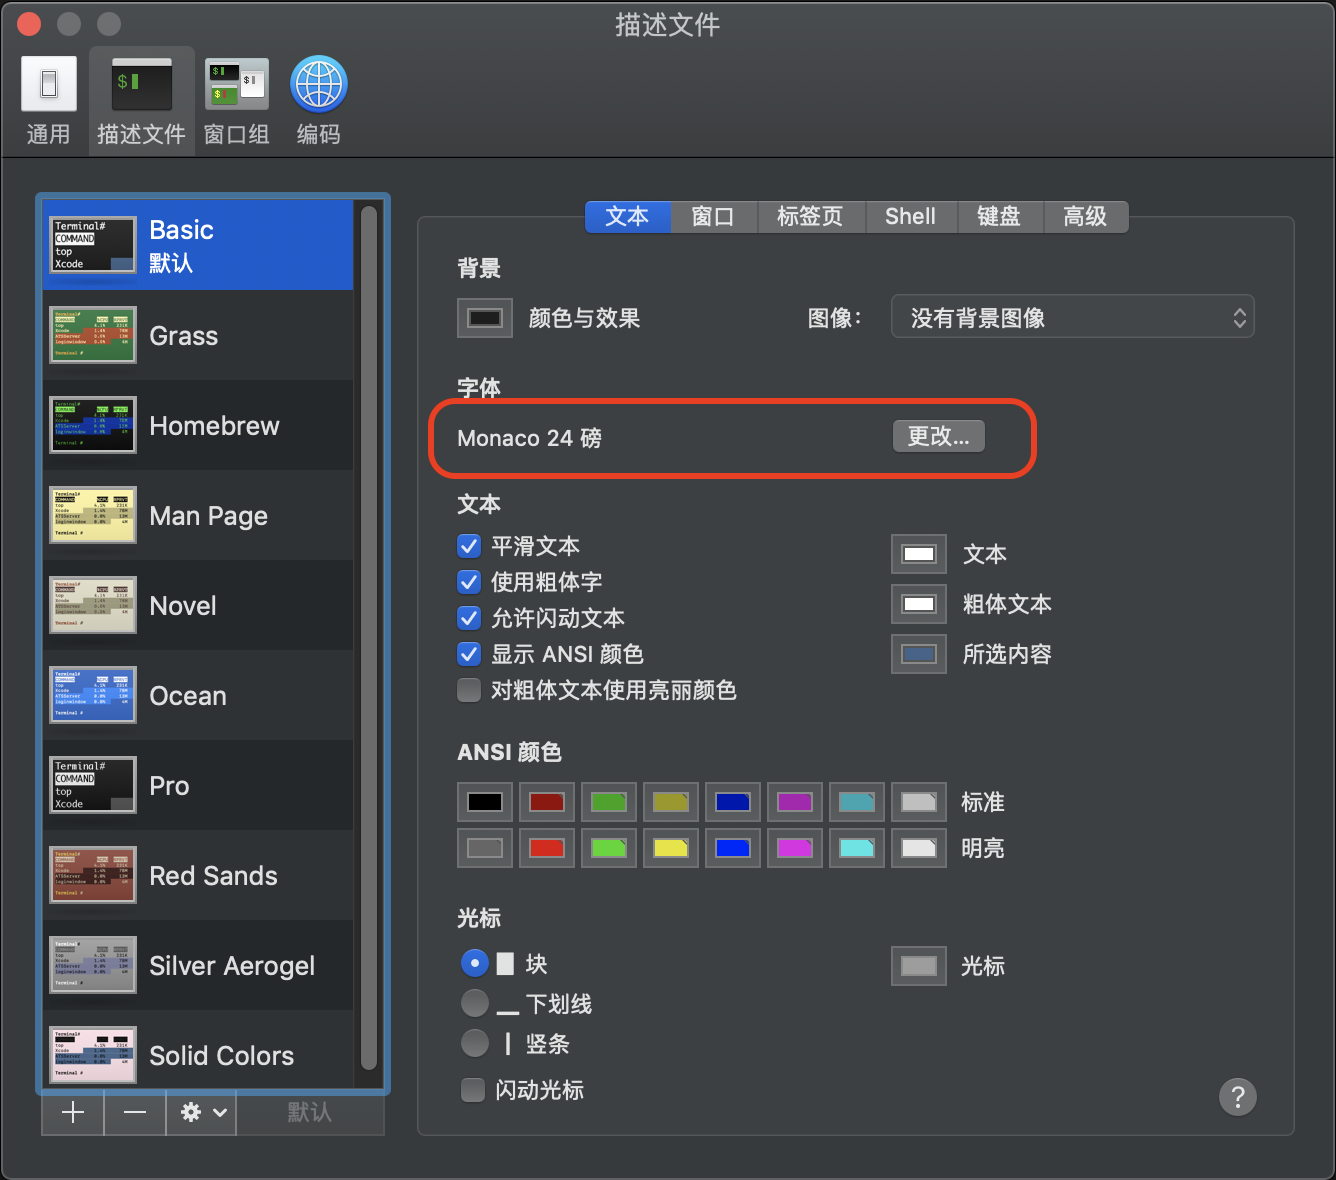 描述文件
通用
描述文件
窗口组
编码
Terminal#
COMMAND
top
Xcode
Basic
默认
Grass
Homebrew
Man Page
Novel
Ocean
Terminal#
COMMAND
top
Xcode
Pro
Red Sands
Silver Aerogel
Solid Colors
默认
文本 窗口 标签页 Shell 键盘 高级
背景
颜色与效果 图像： 没有背景图像
字体
Monaco 24 磅 更改...
文本
平滑文本
使用粗体字
允许闪动文本
显示 ANSI 颜色
对粗体文本使用亮丽颜色
文本
粗体文本
所选内容
ANSI 颜色
标准
明亮
光标
块
下划线
竖条
闪动光标
光标
?